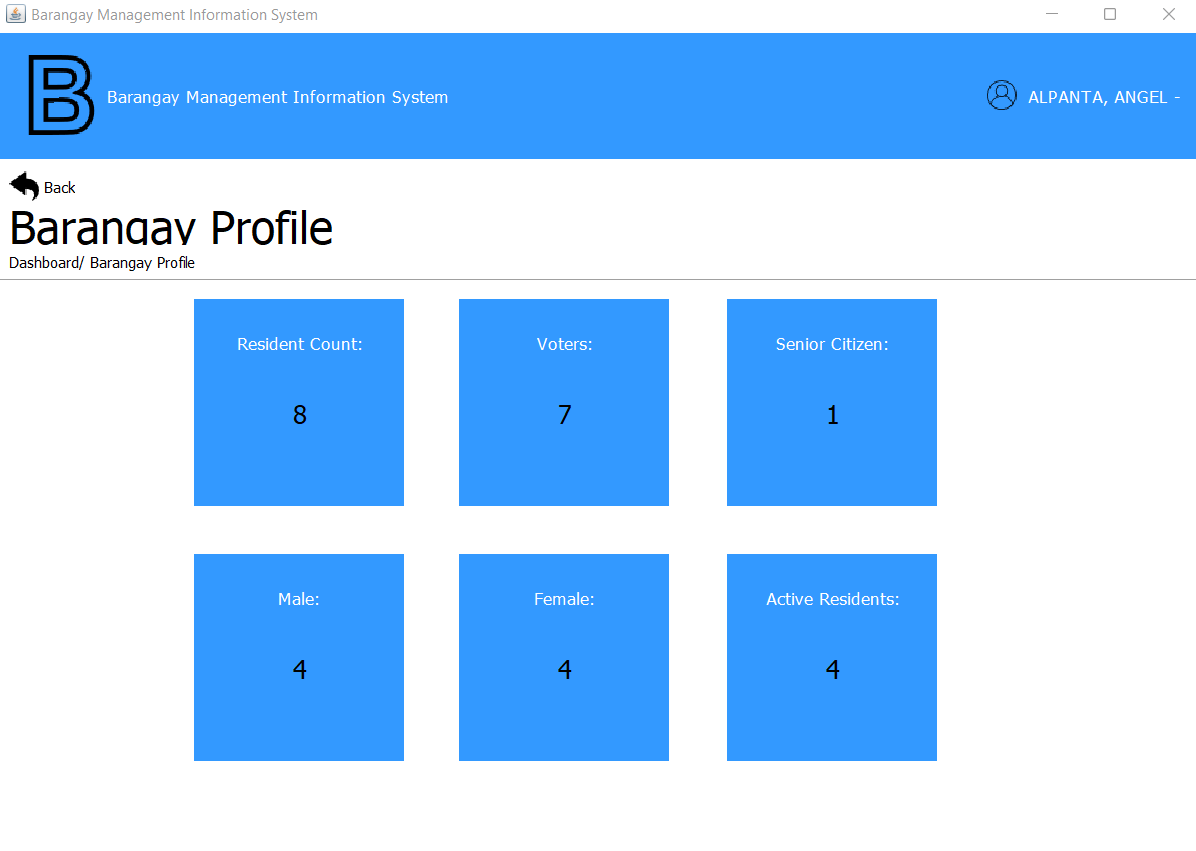 Barangay Management Information System
B Barangay Management Information System
ALPANTA, ANGEL -
Back
Barangay Profile
Dashboard/ Barangay Profile
Resident Count:
8
Voters:
7
Senior Citizen:
1
Male:
4
Female:
4
Active Residents:
4